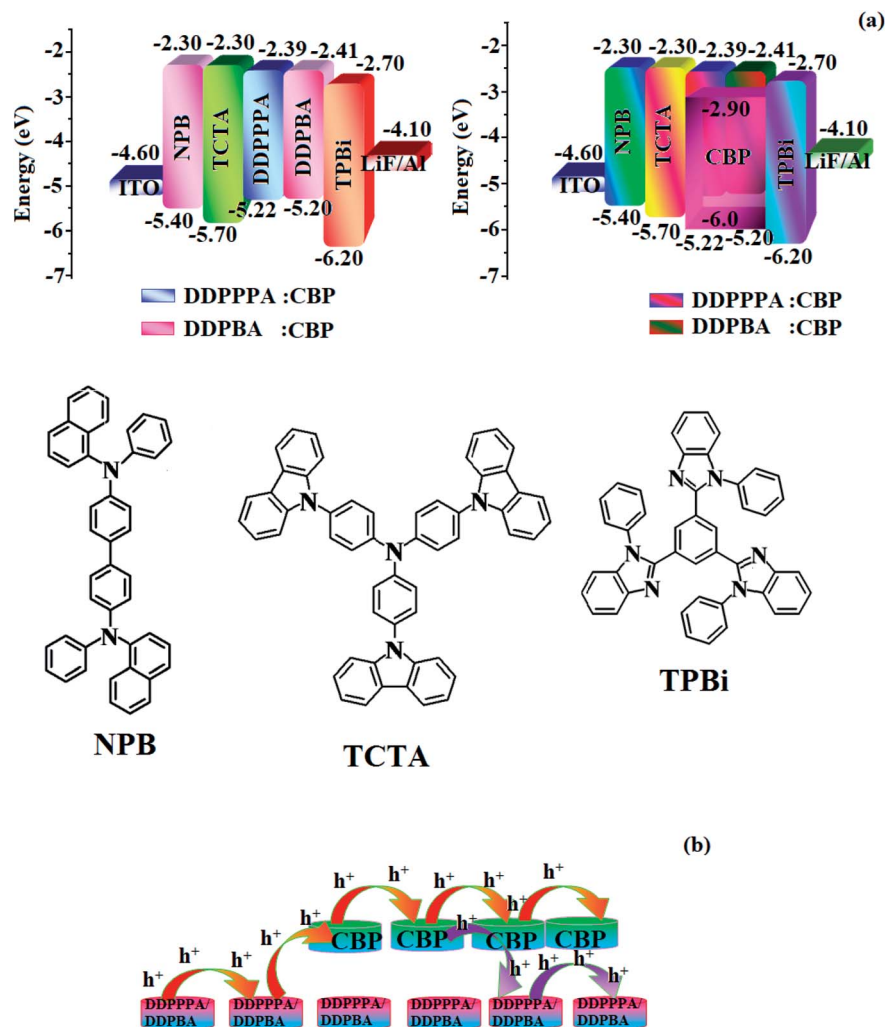 (a)
-2.30 -2.30 -2.39 -2.41
-2.70
-4.10
-4.60
ITO
NPB
TCTA
DDPPPA
DDPBA
TPBi
LiF/Al
-5.40
-5.70
-5.22
-5.20
-6.20
Energy (eV)
-2
-3
-4
-5
-6
-7
DDPPPA :CBP
DDPBA :CBP
-2.30 -2.30 -2.39 -2.41
-2.70
-2.90
-4.10
-4.60
ITO
NPB
TCTA
CBP
TPBi
LiF/Al
-5.40
-5.70
-6.0
-5.22
-5.20
-6.20
Energy (eV)
-2
-3
-4
-5
-6
-7
DDPPPA :CBP
DDPBA :CBP
N
N
NPB
N
N
N
N
TCTA
N
N
N
N
N
N
TPBi
(b)
h+ h+ h+ h+ h+ h+
h+ h+ h+
CBP CBP CBP CBP
h+ h+ h+ h+ h+ h+ h+
DDPPPA/ DDPPPA/ DDPPPA/ DDPPPA/ DDPPPA/ DDPPPA/
DDPBA DDPBA DDPBA DDPBA DDPBA DDPBA